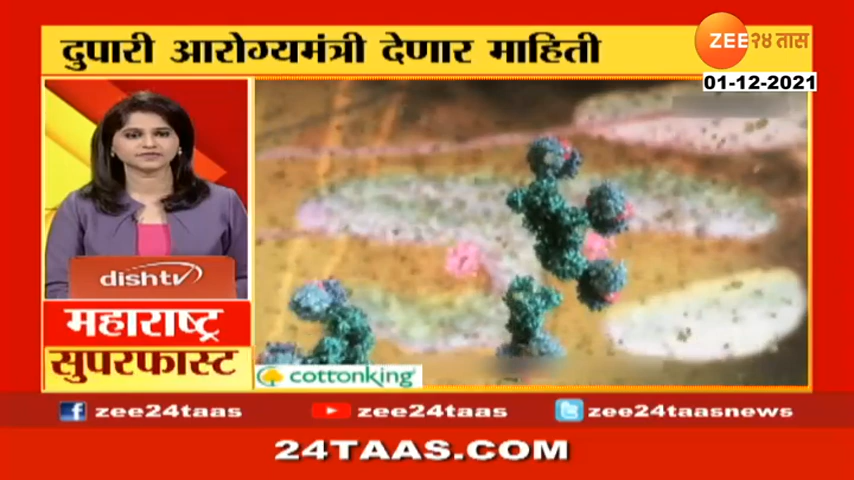 दुपारी आरोग्यमंत्री देणार माहिती
ZEE २४ तास
01-12-2021
dishtv
महाराष्ट्र
सुपरफास्ट
cottonking
zee24taas
zee24taas
zee24taasnews
24TAAS.COM